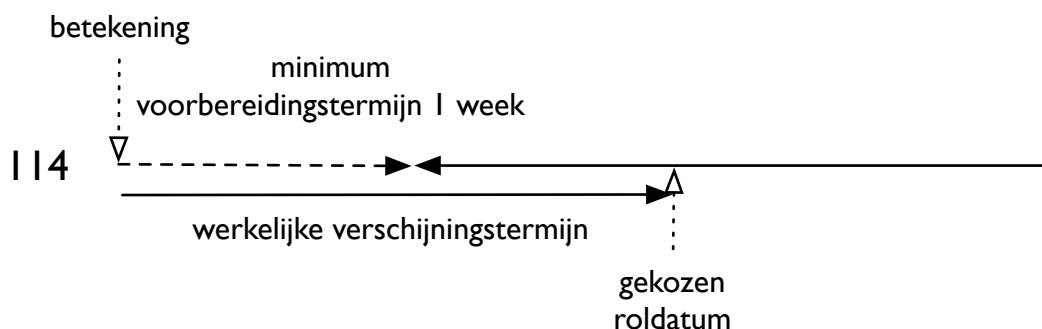 betekening
minimum
voorbereidingstermijn 1 week
114
werkelijke verschijningstermijn
gekozen
roldatum